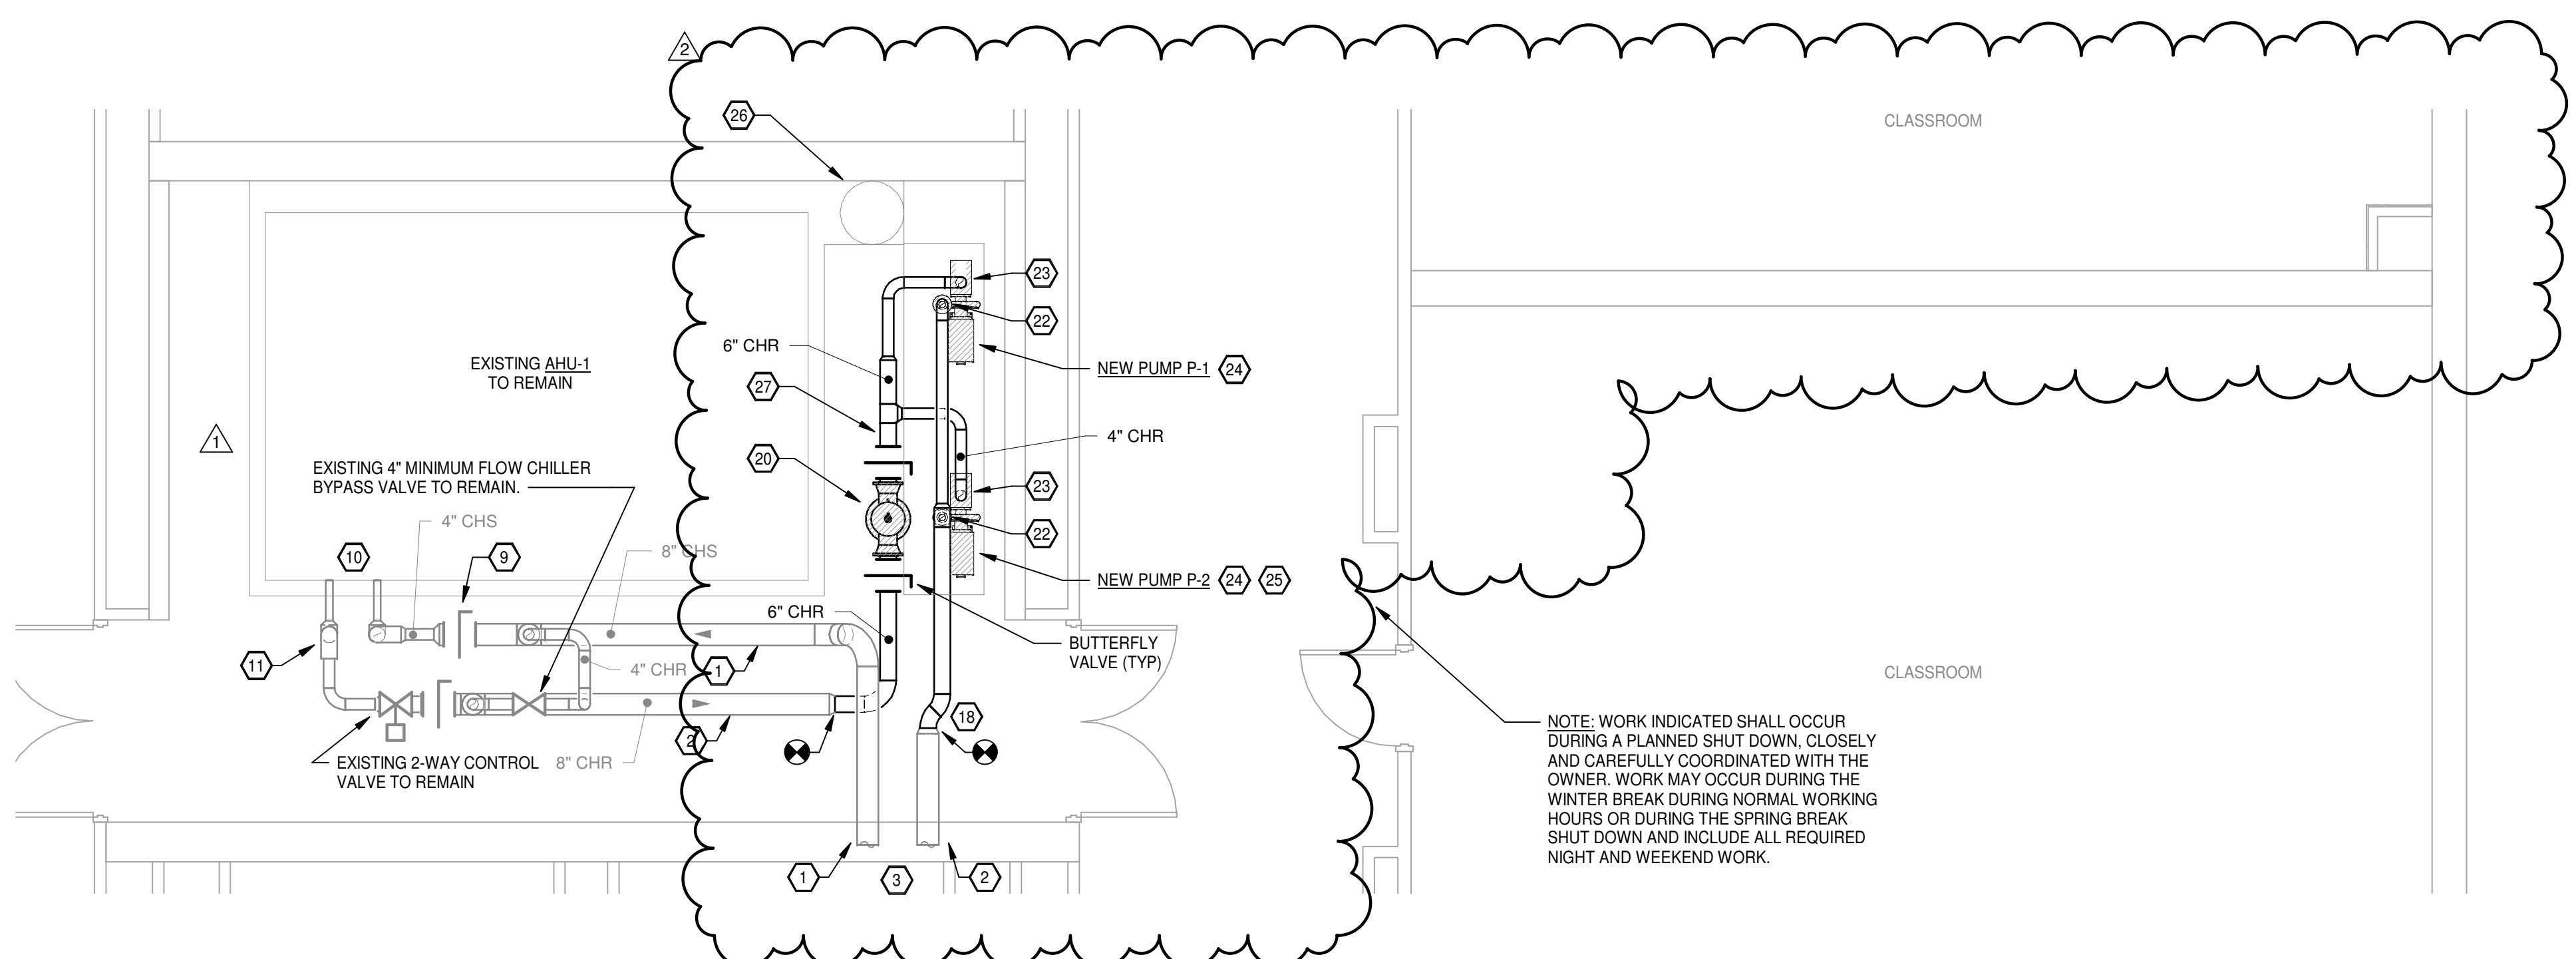 2
26
CLASSROOM
23
22
6" CHR
EXISTING AHU-1
TO REMAIN
NEW PUMP P-1
24
27
1
4" CHR
20
EXISTING 4" MINIMUM FLOW CHILLER
BYPASS VALVE TO REMAIN.
23
4" CHS
22
10
9
8" CHS
NEW PUMP P-2
24
25
6" CHR
BUTTERFLY
VALVE (TYP)
11
4" CHR
1
CLASSROOM
18
2
EXISTING 2-WAY CONTROL
VALVE TO REMAIN
8" CHR
NOTE: WORK INDICATED SHALL OCCUR
DURING A PLANNED SHUT DOWN, CLOSELY
AND CAREFULLY COORDINATED WITH THE
OWNER. WORK MAY OCCUR DURING THE
WINTER BREAK DURING NORMAL WORKING
HOURS OR DURING THE SPRING BREAK
SHUT DOWN AND INCLUDE ALL REQUIRED
NIGHT AND WEEKEND WORK.
1
3
2